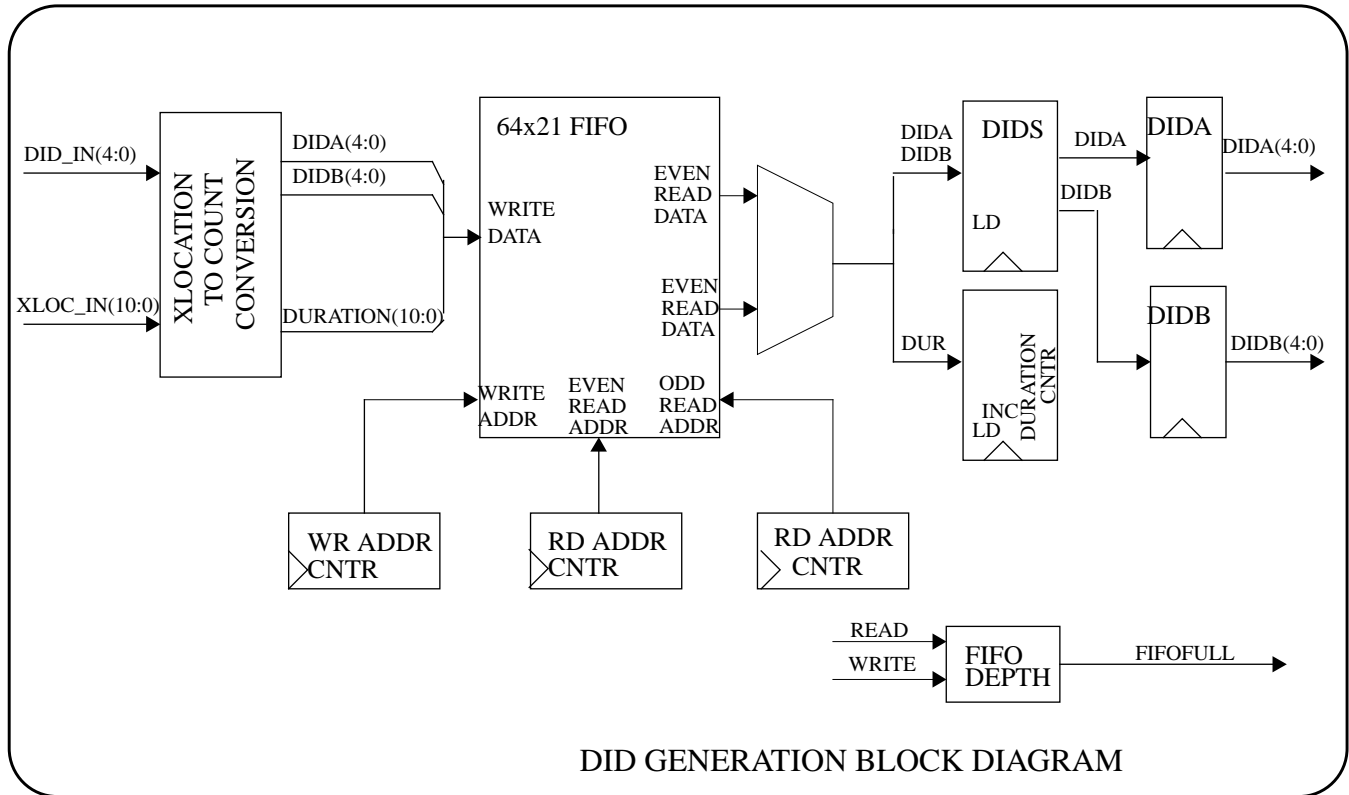 DID_IN(4:0)
XLOC_IN(10:0)
XLOCATION
TO COUNT
CONVERSION
DIDA(4:0)
DIDB(4:0)
DURATION(10:0)
64x21 FIFO
WRITE
DATA
EVEN
READ
DATA
EVEN
READ
DATA
WRITE
ADDR
EVEN
READ
ADDR
ODD
READ
ADDR
WR ADDR
CNTR
RD ADDR
CNTR
RD ADDR
CNTR
DIDA
DIDB
DUR
DIDS
LD
DURATION
CNTR
INC
LD
DIDA
DIDB
DIDA
DIDA(4:0)
DIDB
DIDB(4:0)
READ
WRITE
FIFO
DEPTH
FIFOFULL
DID GENERATION BLOCK DIAGRAM